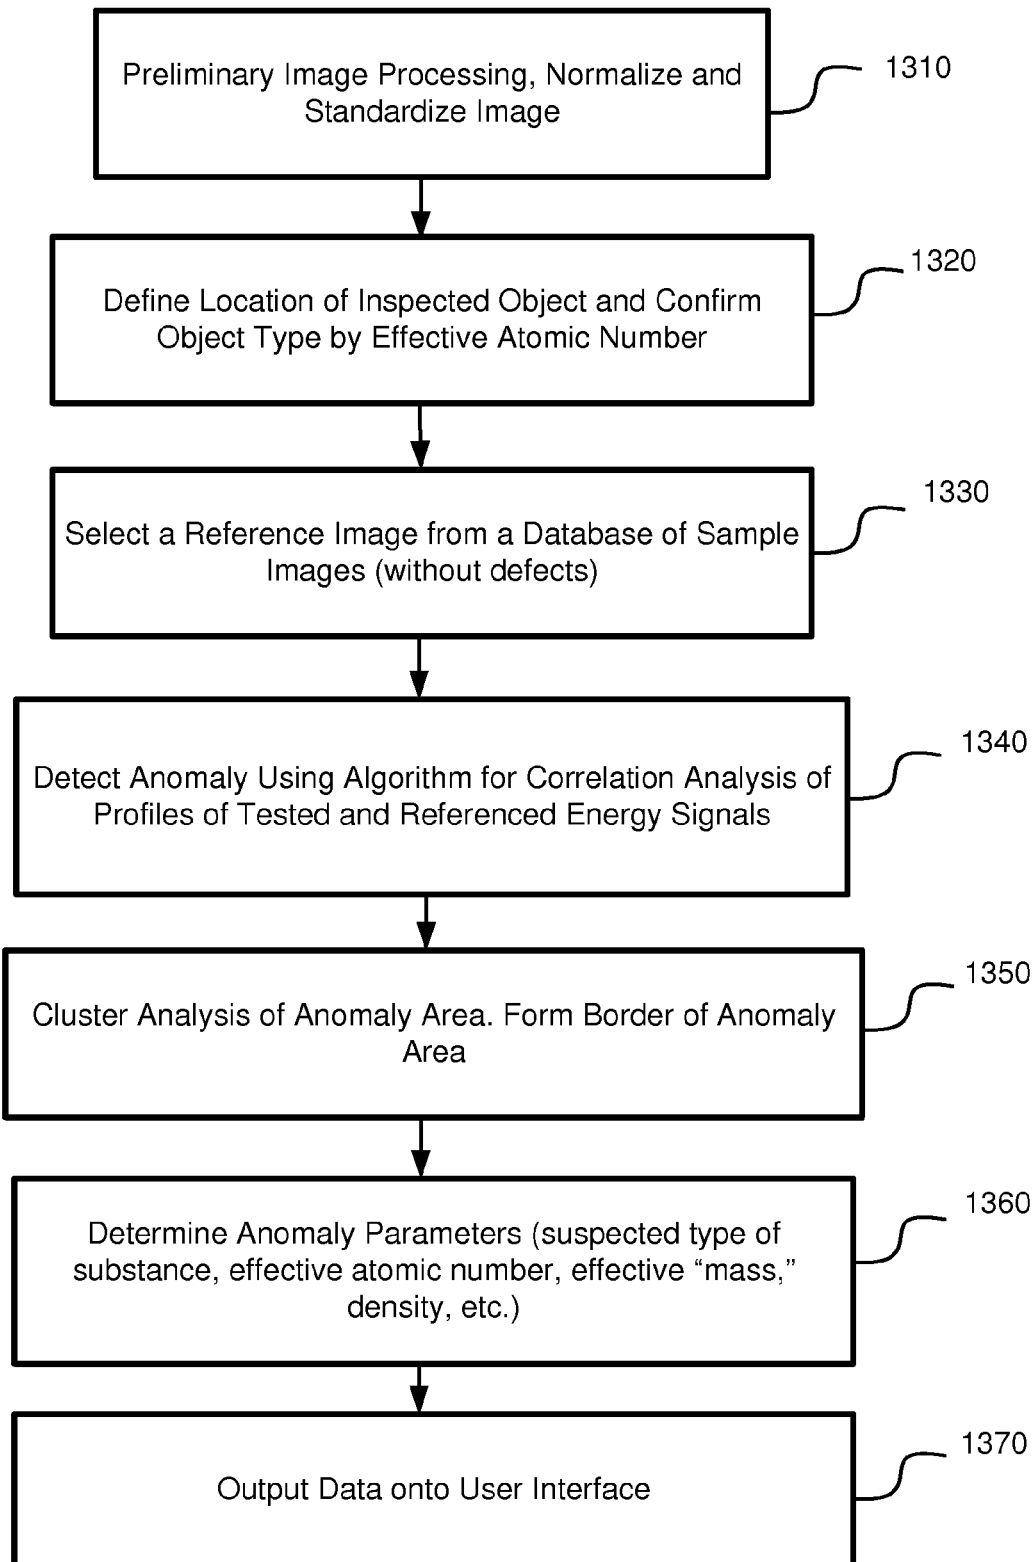 Preliminary Image Processing, Normalize and
Standardize Image
1310
Define Location of Inspected Object and Confirm
Object Type by Effective Atomic Number
1320
Select a Reference Image from a Database of Sample
Images (without defects)
1330
Detect Anomaly Using Algorithm for Correlation Analysis of
Profiles of Tested and Referenced Energy Signals
1340
Cluster Analysis of Anomaly Area. Form Border of Anomaly
Area
1350
Determine Anomaly Parameters (suspected type of
substance, effective atomic number, effective “mass,”
density, etc.)
1360
Output Data onto User Interface
1370